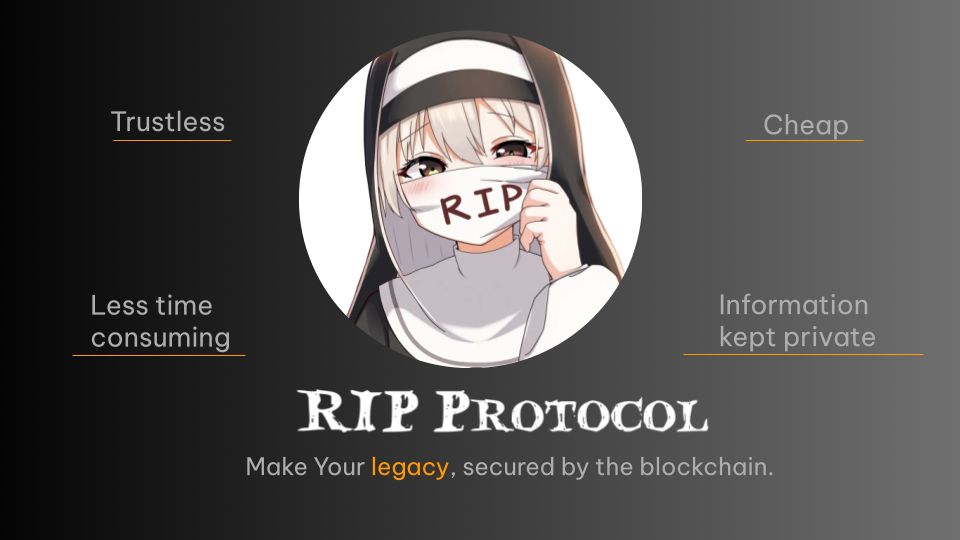 Trustless
Cheap
RIP
Less time
consuming
Information
kept private
RIP Protocol
Make Your legacy, secured by the blockchain.